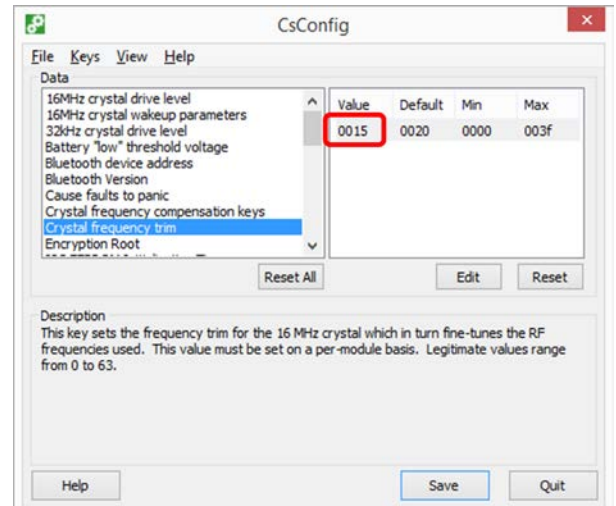 CsConfig
File Keys View Help
Data
16MHz crystal drive level
16MHz crystal wakeup parameters
32kHz crystal drive level
Battery "low" threshold voltage
Bluetooth device address
Bluetooth Version
Cause faults to panic
Crystal frequency compensation keys
Crystal frequency trim
Encryption Root
Value Default Min Max
0015 0020 0000 003f
Reset All Edit Reset
Description
This key sets the frequency trim for the 16 MHz crystal which in turn fine-tunes the RF
frequencies used. This value must be set on a per-module basis. Legitimate values range
from 0 to 63.
Help Save Quit